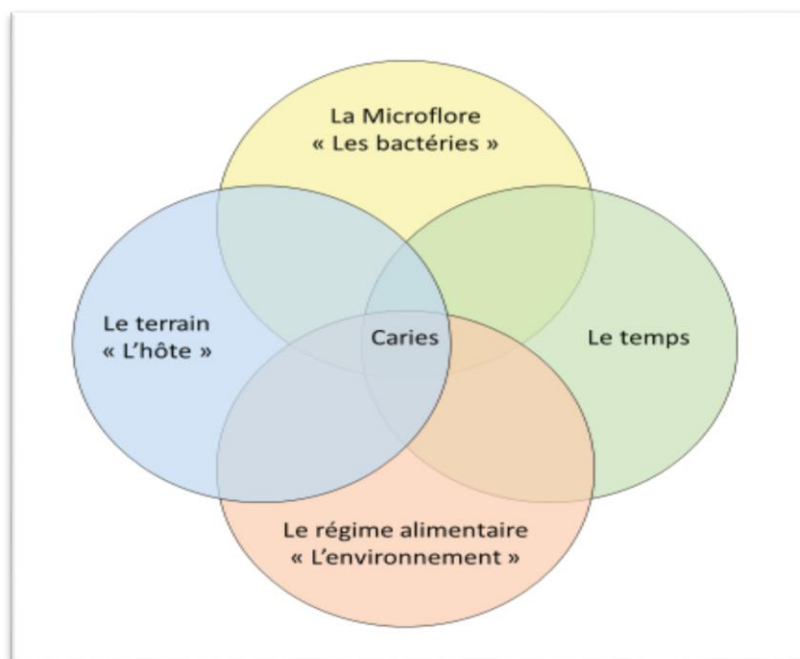 La Microflore
« Les bactéries »
Le terrain
« L'hôte »
Caries
Le temps
Le régime alimentaire
« L'environnement »